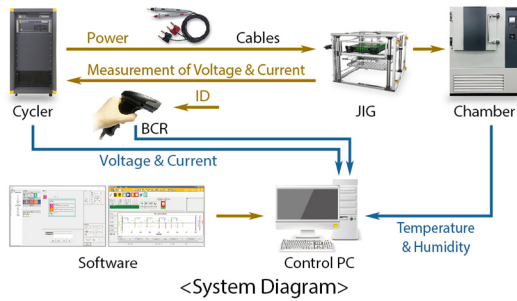 Power
Cables
Measurement of Voltage & Current
ID
Cycler
BCR
JIG
Chamber
Voltage & Current
Temperature
& Humidity
Software
Control PC
<System Diagram>